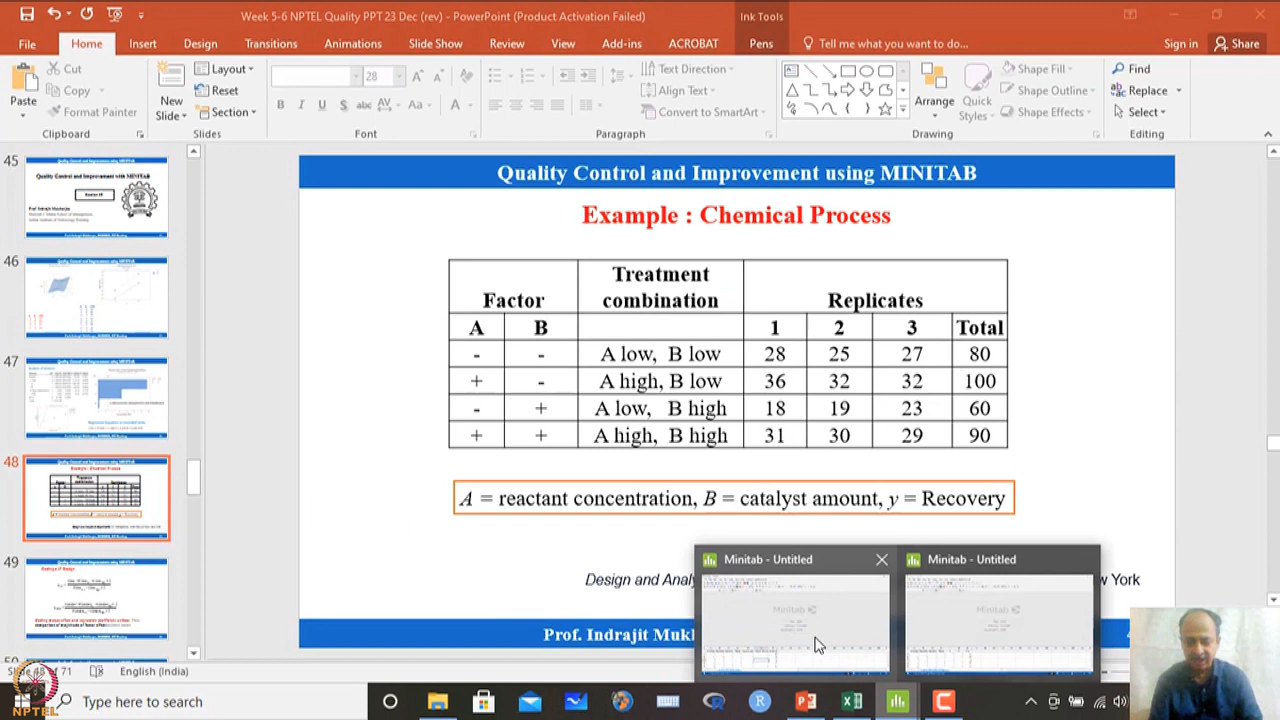 Week 5-6 NPTEL Quality PPT 23 Dec (rev) - PowerPoint (Product Activation Failed)
Ink Tools
File Home Insert Design Transitions Animations Slide Show Review View Add-ins ACROBAT Pens Tell me what you want to do... Sign in Share
Cut
Copy
Format Painter
Paste
New
Slide
Layout
Reset
Section
28
Text Direction
Align Text
Convert to SmartArt
Arrange
Quick
Styles
Shape Fill
Shape Outline
Shape Effects
Find
Replace
Select
Clipboard Slides Font Paragraph Drawing Editing
45
46
47
48
49
Quality Control and Improvement using MINITAB
Example : Chemical Process
Factor Treatment combination Replicates
A B 1 2 3 Total
- - A low, B low 28 25 27 80
+ - A high, B low 36 32 32 100
- + A low, B high 18 19 23 60
+ + A high, B high 31 30 29 90
A = reactant concentration, B = catalyst amount, y = Recovery
Minitab - Untitled
Minitab - Untitled
Design and Ana
York
Prof. Indrajit Muk
English (India)
Type here to search
NPTEL